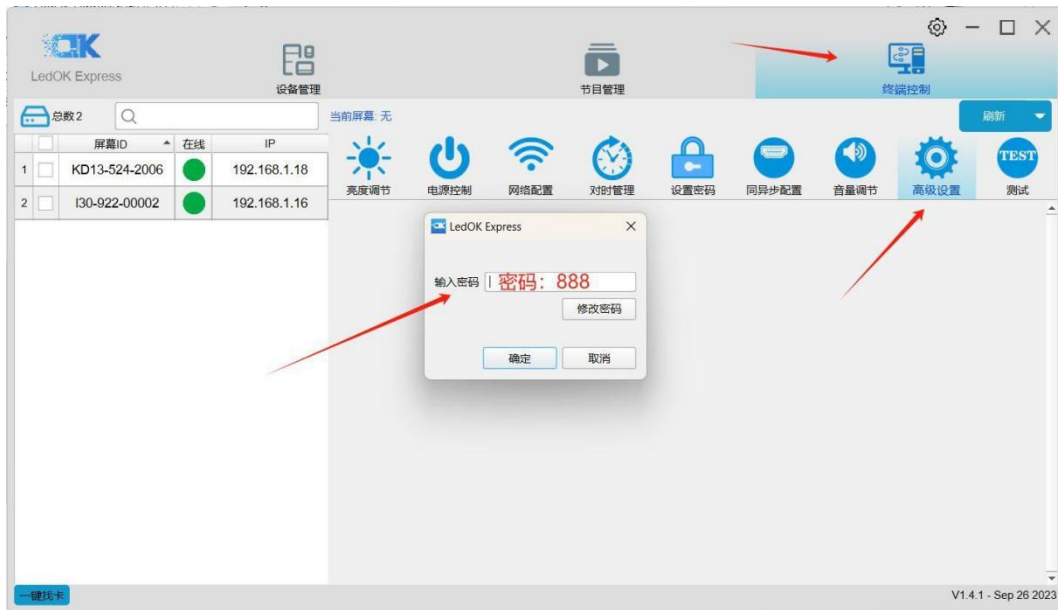 OK
LedOK Express
设备管理
节目管理
终端控制
总数 2
当前屏幕: 无
刷新
屏幕ID 在线 IP
1 KD13-524-2006 192.168.1.18
2 I30-922-00002 192.168.1.16
亮度调节 电源控制 网络配置 对时管理 设置密码 同异步配置 音量调节 高级设置 测试
TEST
LedOK Express
输入密码 密码：888
修改密码
确定 取消
一键找卡
V1.4.1 - Sep 26 2023